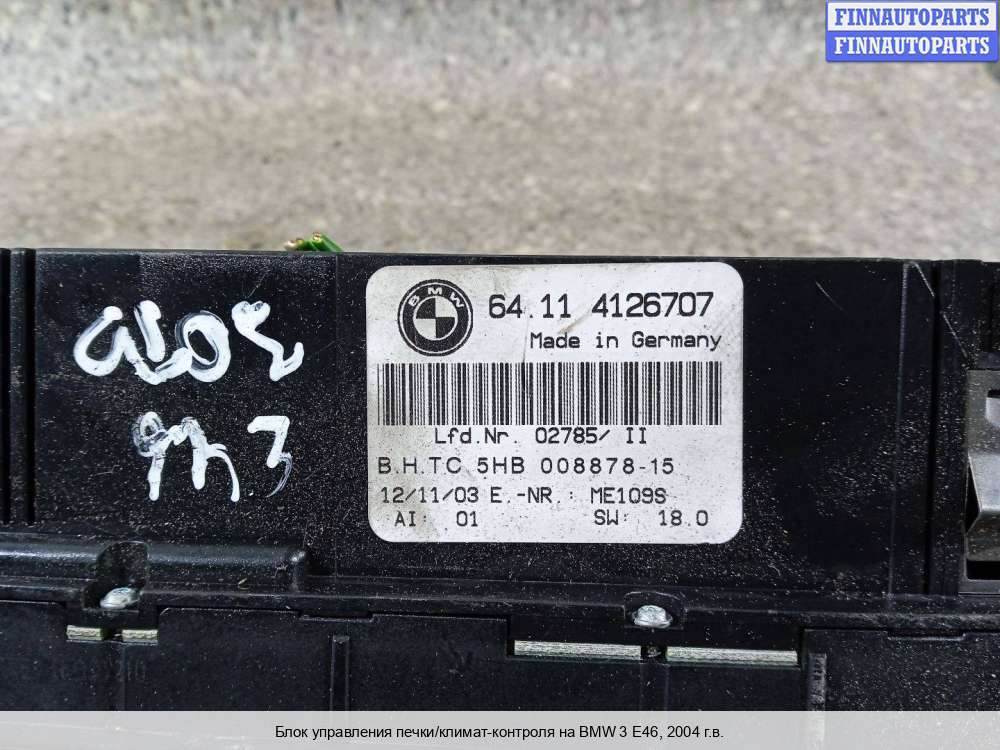 FINNAUTOPARTS
FINNAUTOPARTS
BMW
64.11 4126707
Made in Germany
Lfd.Nr. 02785/ II
B.H.TC 5HB 008878-15
12/11/03 E.-NR.: ME109S
AI: 01 SW: 18.0
Блок управления печки/климат-контроля на BMW 3 E46, 2004 г.в.